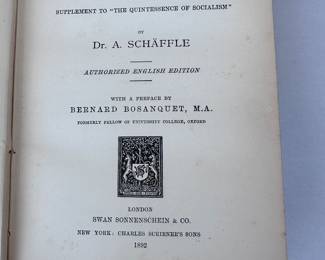 SUPPLEMENT TO "THE QUINTESSENCE OF SOCIALISM"
BY
DR. A. SCHÄFFLE
AUTHORIZED ENGLISH EDITION
WITH A PREFACE BY
BERNARD BOSANQUET, M.A.
FORMERLY FELLOW OF UNIVERSITY COLLEGE, OXFORD
LONDON
SWAN SONNENSCHEIN & CO.
NEW YORK: CHARLES SCRIBNER'S SONS
1892